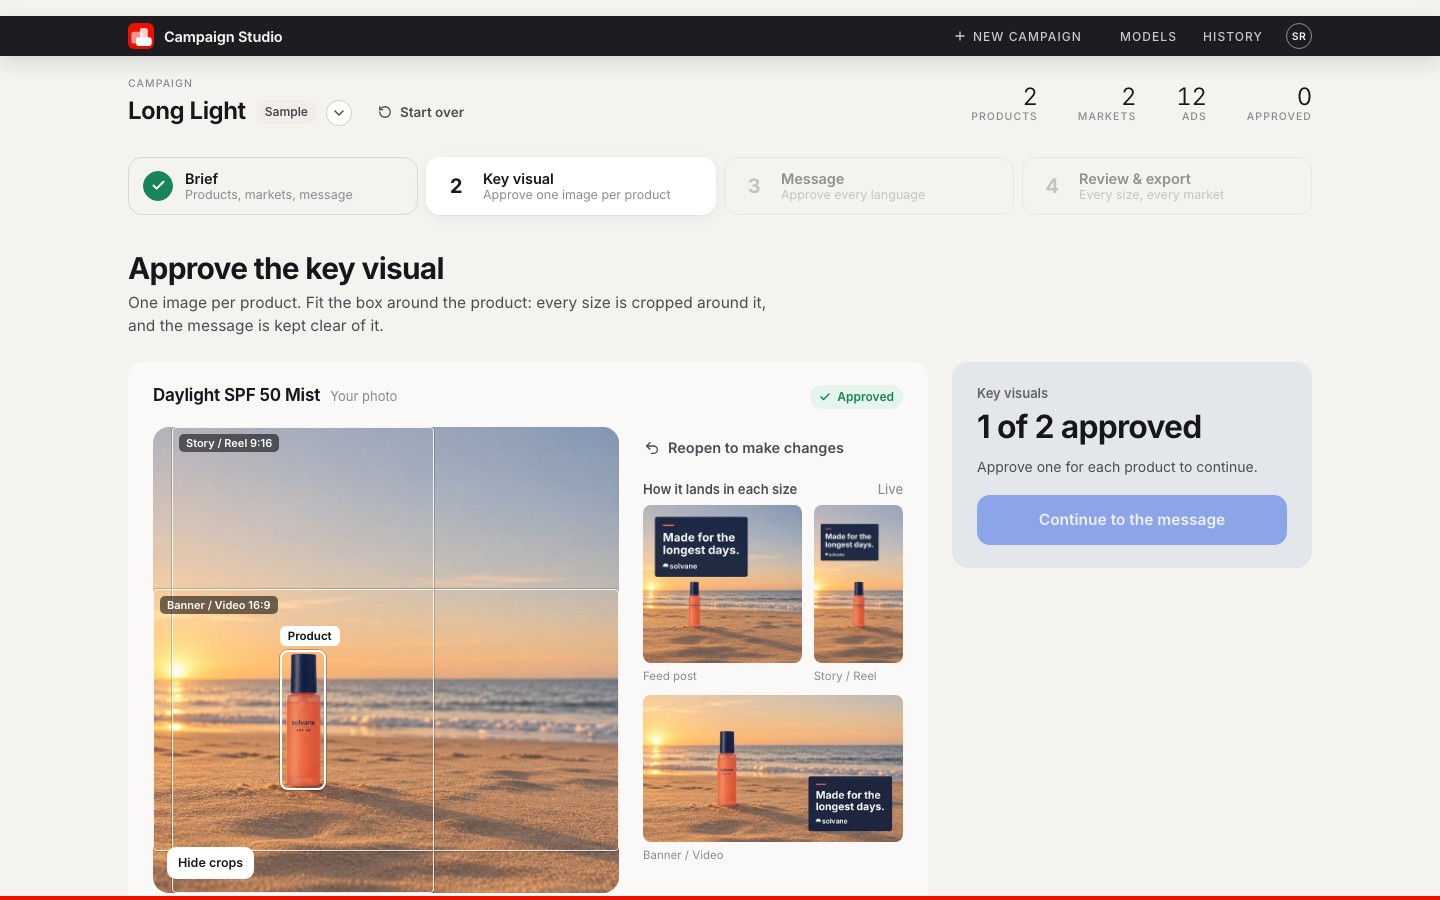 Campaign Studio
+ NEW CAMPAIGN
MODELS
HISTORY
SR
CAMPAIGN
Long Light
Sample
Start over
2
PRODUCTS
2
MARKETS
12
ADS
0
APPROVED
Brief
Products, markets, message
2
Key visual
Approve one image per product
3
Message
Approve every language
4
Review & export
Every size, every market
Approve the key visual
One image per product. Fit the box around the product: every size is cropped around it,
and the message is kept clear of it.
Daylight SPF 50 Mist
Your photo
Approved
Story / Reel 9:16
Banner / Video 16:9
Product
solvane
SPF 50
Hide crops
Reopen to make changes
How it lands in each size
Live
Made for the
longest days.
solvane
Feed post
Made for the
longest days.
solvane
Story / Reel
Made for the
longest days.
solvane
Banner / Video
Key visuals
1 of 2 approved
Approve one for each product to continue.
Continue to the message